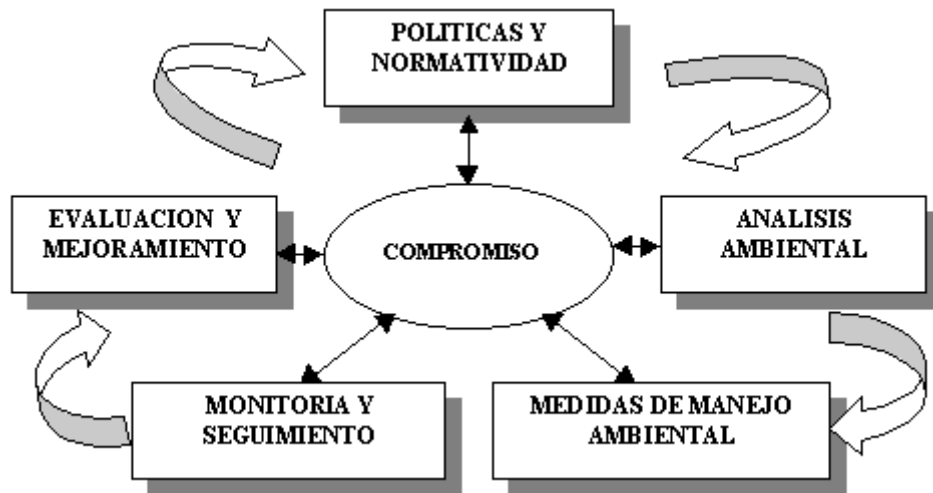 POLITICAS Y
NORMATIVIDAD
EVALUACION Y
MEJORAMIENTO
COMPROMISO
ANALISIS
AMBIENTAL
MONITORIA Y
SEGUIMIENTO
MEDIDAS DE MANEJO
AMBIENTAL